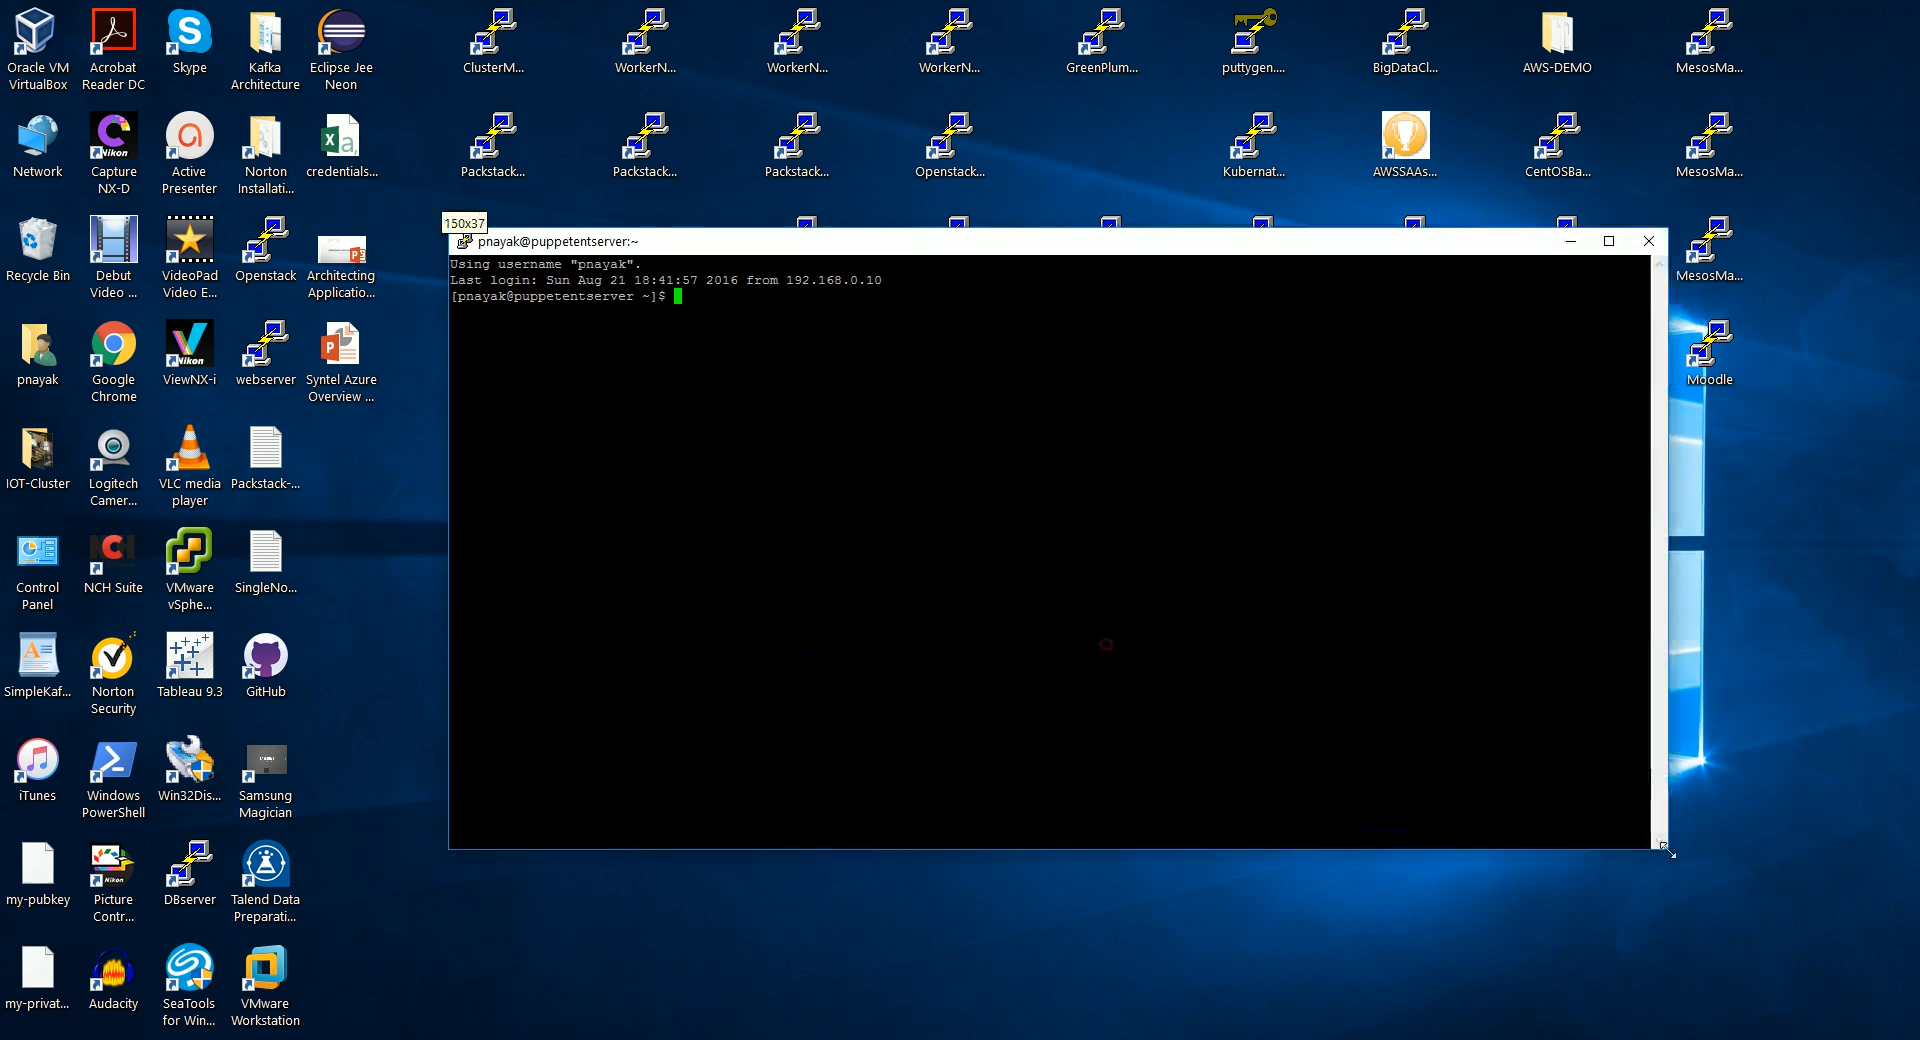 Oracle VM
VirtualBox
Acrobat
Reader DC
Skype
Kafka
Architecture
Eclipse Jee
Neon
ClusterM...
WorkerN...
WorkerN...
WorkerN...
GreenPlum...
puttygen....
BigDataCl...
AWS-DEMO
MesosMa...
Network
Nikon
Capture
NX-D
Active
Presenter
Norton
Installati...
credentials...
Packstack...
Packstack...
Packstack...
Openstack...
Kubernat...
AWSSAAs...
CentOSBa...
MesosMa...
Recycle Bin
Debut
Video ...
VideoPad
Video E...
Openstack
Architecting
Applicatio...
MesosMa...
150x37
pnayak@puppetentserver:~
Using username "pnayak".
Last login: Sun Aug 21 18:41:57 2016 from 192.168.0.10
[pnayak@puppetentserver ~]$
pnayak
Google
Chrome
Nikon
ViewNX-i
webserver
Syntel Azure
Overview ...
Moodle
IOT-Cluster
Logitech
Camer...
VLC media
player
Packstack-...
Control
Panel
NCH
NCH Suite
VMware
vSphe...
SingleNo...
SimpleKaf...
Norton
Security
Tableau 9.3
GitHub
iTunes
Windows
PowerShell
Win32Dis...
Samsung
Magician
my-pubkey
Nikon
Picture
Contr...
DBserver
Talend Data
Preparati...
my-privat...
Audacity
SeaTools
for Win...
VMware
Workstation